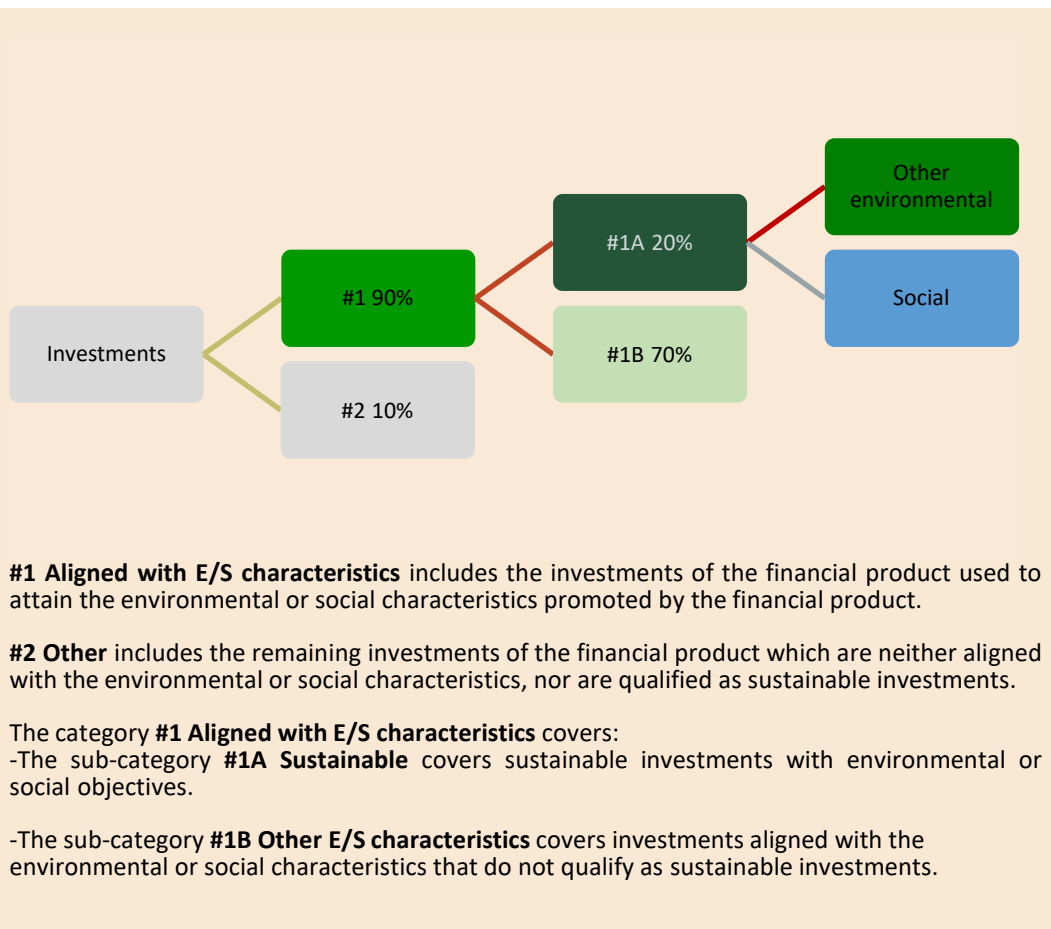 Other
environmental
#1A 20%
#1 90%
Social
Investments
#1B 70%
#2 10%
#1 Aligned with E/S characteristics includes the investments of the financial product used to
attain the environmental or social characteristics promoted by the financial product.
#2 Other includes the remaining investments of the financial product which are neither aligned
with the environmental or social characteristics, nor are qualified as sustainable investments.
The category #1 Aligned with E/S characteristics covers:
-The sub-category #1A Sustainable covers sustainable investments with environmental or
social objectives.
-The sub-category #1B Other E/S characteristics covers investments aligned with the
environmental or social characteristics that do not qualify as sustainable investments.